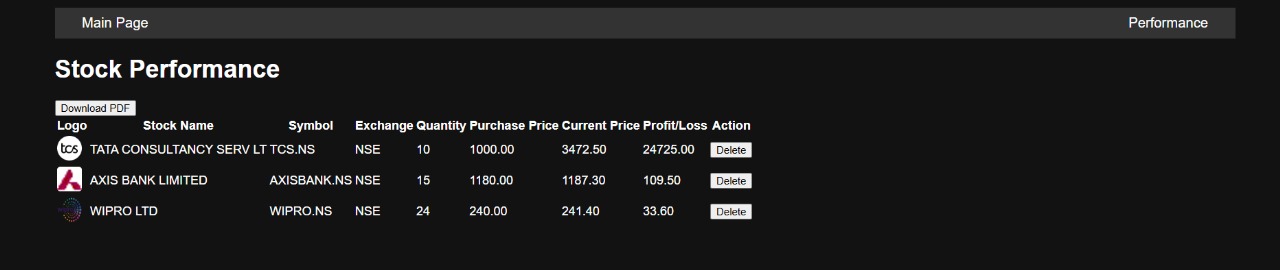 Main Page Performance
Stock Performance
Download PDF
Logo Stock Name Symbol Exchange Quantity Purchase Price Current Price Profit/Loss Action
tcs TATA CONSULTANCY SERV LT TCS.NS NSE 10 1000.00 3472.50 24725.00 Delete
AXIS BANK LIMITED AXISBANK.NS NSE 15 1180.00 1187.30 109.50 Delete
WIPRO LTD WIPRO.NS NSE 24 240.00 241.40 33.60 Delete